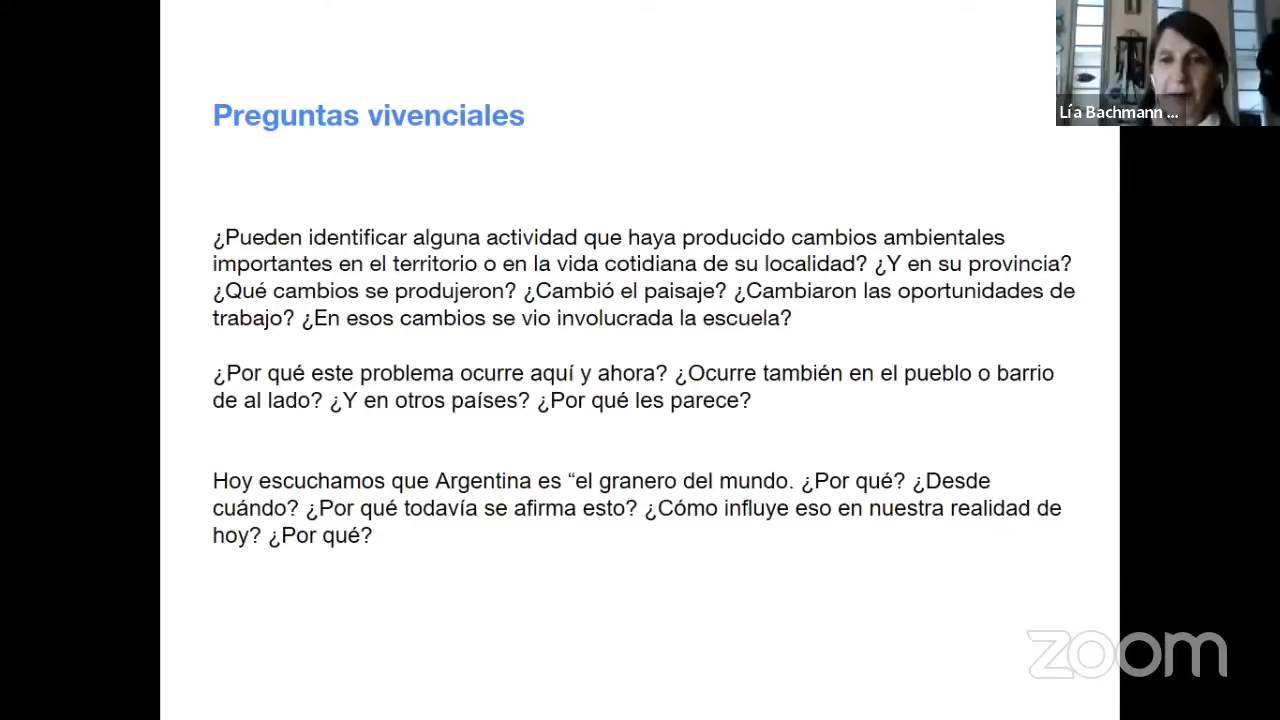 Preguntas vivenciales
Lía Bachmann ...
¿Pueden identificar alguna actividad que haya producido cambios ambientales
importantes en el territorio o en la vida cotidiana de su localidad? ¿Y en su provincia?
¿Qué cambios se produjeron? ¿Cambió el paisaje? ¿Cambiaron las oportunidades de
trabajo? ¿En esos cambios se vio involucrada la escuela?
¿Por qué este problema ocurre aquí y ahora? ¿Ocurre también en el pueblo o barrio
de al lado? ¿Y en otros países? ¿Por qué les parece?
Hoy escuchamos que Argentina es “el granero del mundo. ¿Por qué? ¿Desde
cuándo? ¿Por qué todavía se afirma esto? ¿Cómo influye eso en nuestra realidad de
hoy? ¿Por qué?
zoom